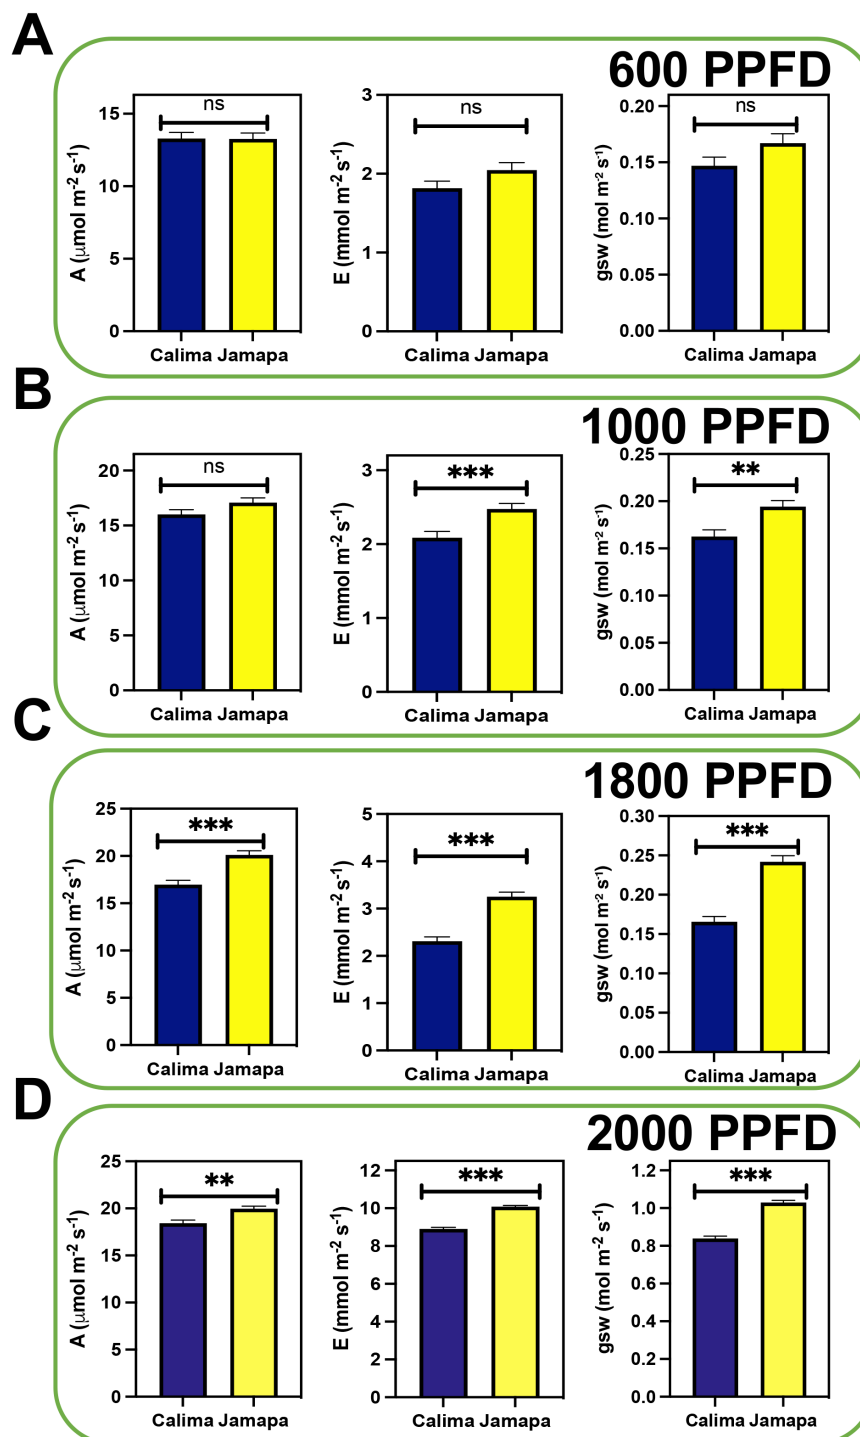 A
600 PPFD
ns
15
10
5
0
A (μmol m⁻² s⁻¹)
Calima Jamapa
ns
3
2
1
0
E (mmol m⁻² s⁻¹)
Calima Jamapa
ns
0.20
0.15
0.10
0.05
0.00
gsw (mol m⁻² s⁻¹)
Calima Jamapa
B
1000 PPFD
ns
20
15
10
5
0
A (μmol m⁻² s⁻¹)
Calima Jamapa
***
3
2
1
0
E (mmol m⁻² s⁻¹)
Calima Jamapa
**
0.25
0.20
0.15
0.10
0.05
0.00
gsw (mol m⁻² s⁻¹)
Calima Jamapa
C
1800 PPFD
***
25
20
15
10
5
0
A (μmol m⁻² s⁻¹)
Calima Jamapa
***
5
4
3
2
1
0
E (mmol m⁻² s⁻¹)
Calima Jamapa
***
0.30
0.25
0.20
0.15
0.10
0.05
0.00
gsw (mol m⁻² s⁻¹)
Calima Jamapa
D
2000 PPFD
**
25
20
15
10
5
0
A (μmol m⁻² s⁻¹)
Calima Jamapa
***
12
10
8
6
4
2
0
E (mmol m⁻² s⁻¹)
Calima Jamapa
***
1.2
1.0
0.8
0.6
0.4
0.2
0.0
gsw (mol m⁻² s⁻¹)
Calima Jamapa